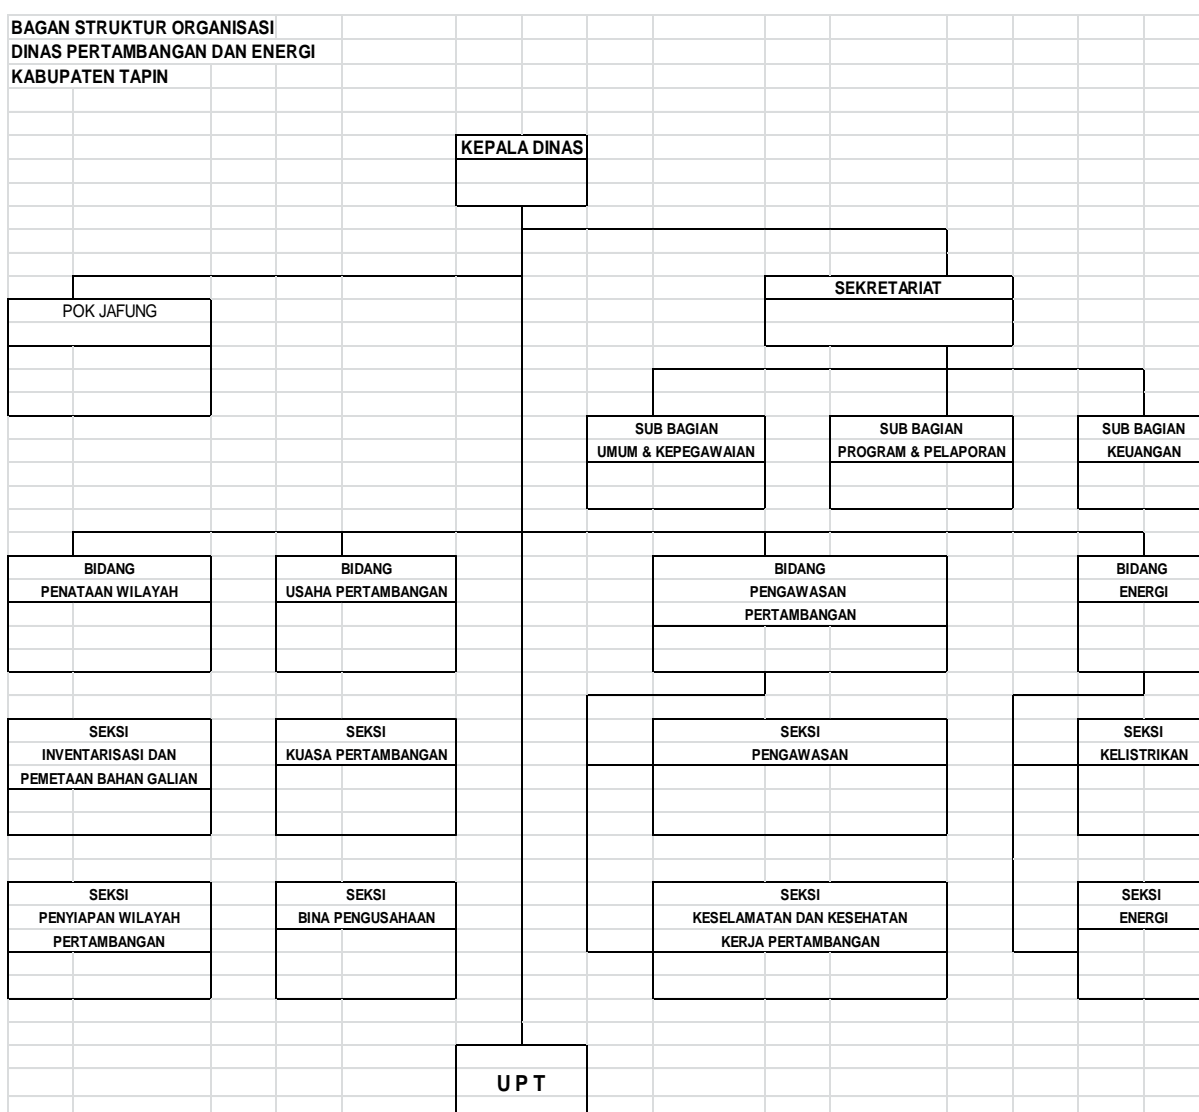 BAGAN STRUKTUR ORGANISASI
DINAS PERTAMBANGAN DAN ENERGI
KABUPATEN TAPIN
KEPALA DINAS
SEKRETARIAT
POK JAFUNG
SUB BAGIAN
UMUM & KEPEGAWAIAN
SUB BAGIAN
PROGRAM & PELAPORAN
SUB BAGIAN
KEUANGAN
BIDANG
PENATAAN WILAYAH
BIDANG
USAHA PERTAMBANGAN
BIDANG
PENGAWASAN
PERTAMBANGAN
BIDANG
ENERGI
SEKSI
INVENTARISASI DAN
PEMETAAN BAHAN GALIAN
SEKSI
KUASA PERTAMBANGAN
SEKSI
PENGAWASAN
SEKSI
KELISTRIKAN
SEKSI
PENYIAPAN WILAYAH
PERTAMBANGAN
SEKSI
BINA PENGUSAHAAN
SEKSI
KESELAMATAN DAN KESEHATAN
KERJA PERTAMBANGAN
SEKSI
ENERGI
U P T